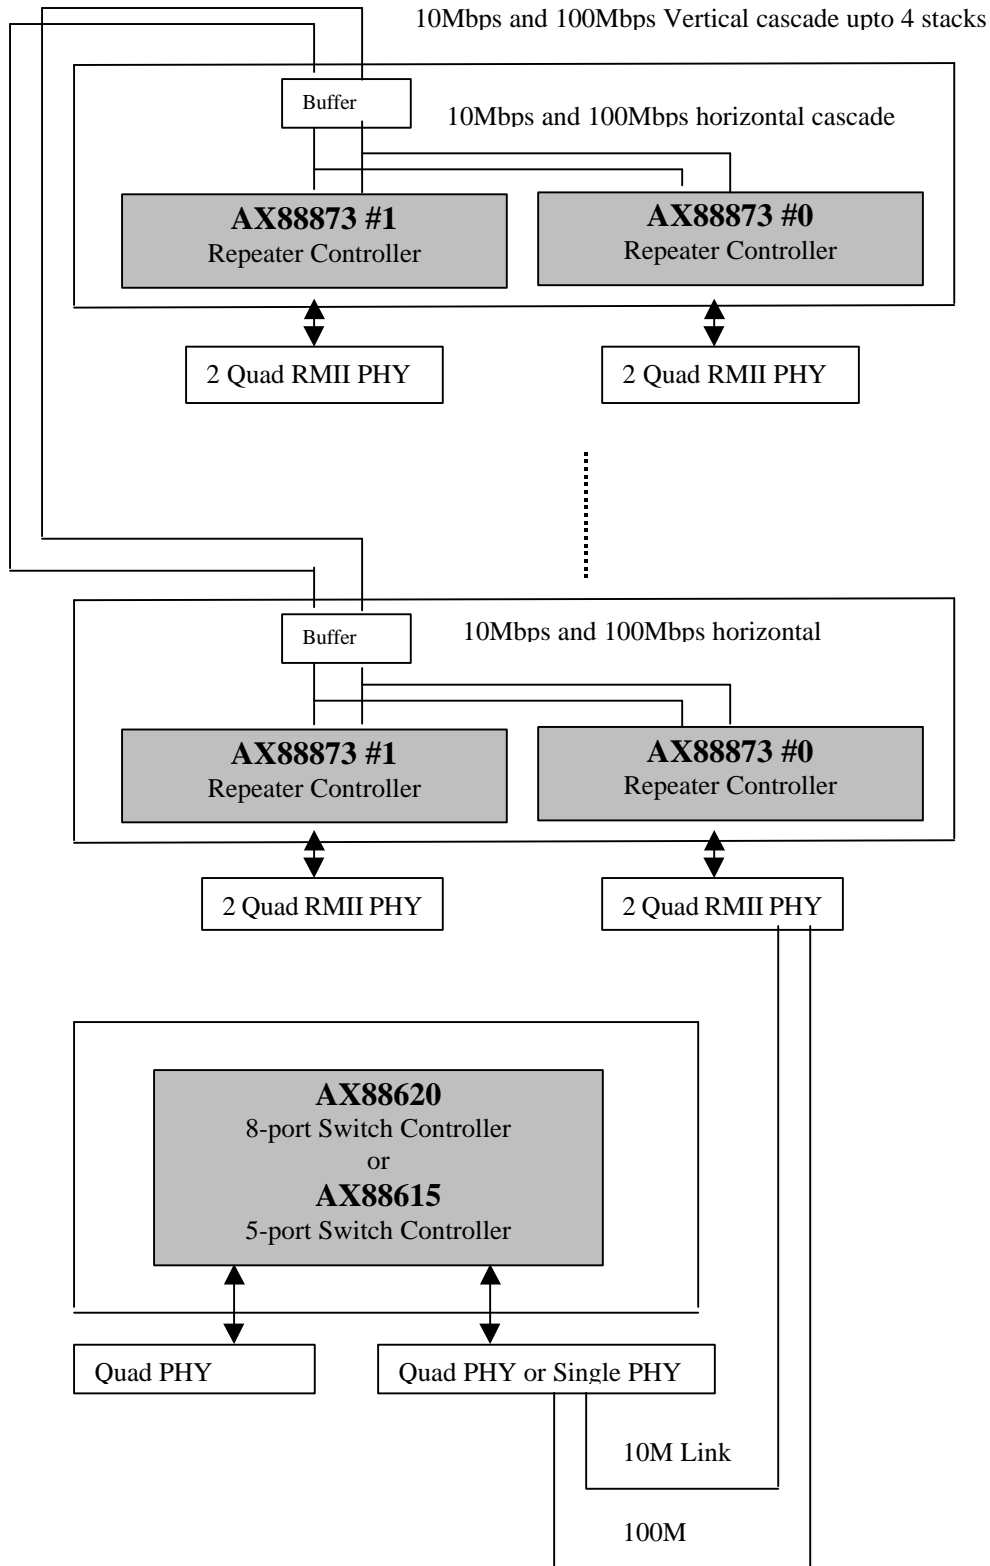 10Mbps and 100Mbps Vertical cascade upto 4 stacks
Buffer
10Mbps and 100Mbps horizontal cascade
AX88873 #1
Repeater Controller
AX88873 #0
Repeater Controller
2 Quad RMII PHY
2 Quad RMII PHY
Buffer
10Mbps and 100Mbps horizontal
AX88873 #1
Repeater Controller
AX88873 #0
Repeater Controller
2 Quad RMII PHY
2 Quad RMII PHY
AX88620
8-port Switch Controller
or
AX88615
5-port Switch Controller
Quad PHY
Quad PHY or Single PHY
10M Link
100M